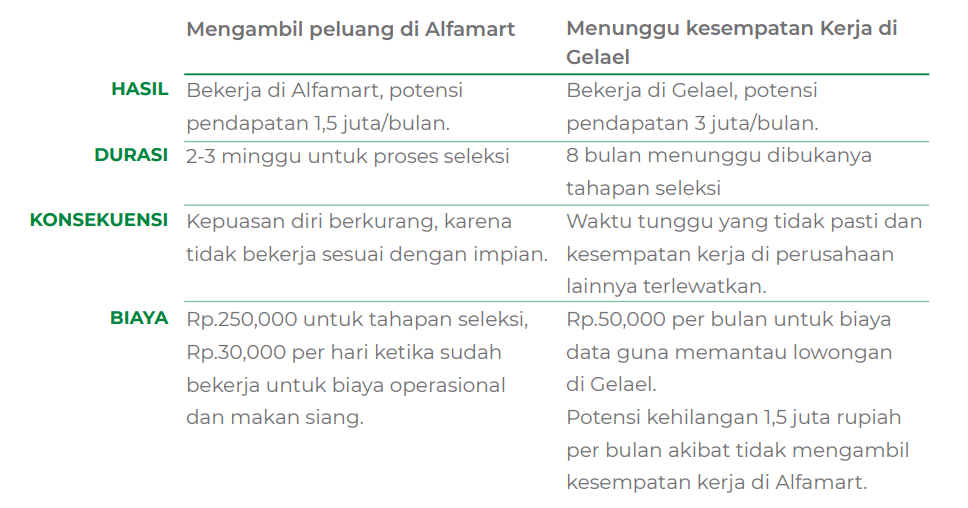 Mengambil peluang di Alfamart
Menunggu kesempatan Kerja di
Gelael
HASIL
Bekerja di Alfamart, potensi
pendapatan 1,5 juta/bulan.
Bekerja di Gelael, potensi
pendapatan 3 juta/bulan.
DURASI
2-3 minggu untuk proses seleksi
8 bulan menunggu dibukanya
tahapan seleksi
KONSEKUENSI
Kepuasan diri berkurang, karena
tidak bekerja sesuai dengan impian.
Waktu tunggu yang tidak pasti dan
kesempatan kerja di perusahaan
lainnya terlewatkan.
BIAYA
Rp.250,000 untuk tahapan seleksi,
Rp.30,000 per hari ketika sudah
bekerja untuk biaya operasional
dan makan siang.
Rp.50,000 per bulan untuk biaya
data guna memantau lowongan
di Gelael.
Potensi kehilangan 1,5 juta rupiah
per bulan akibat tidak mengambil
kesempatan kerja di Alfamart.